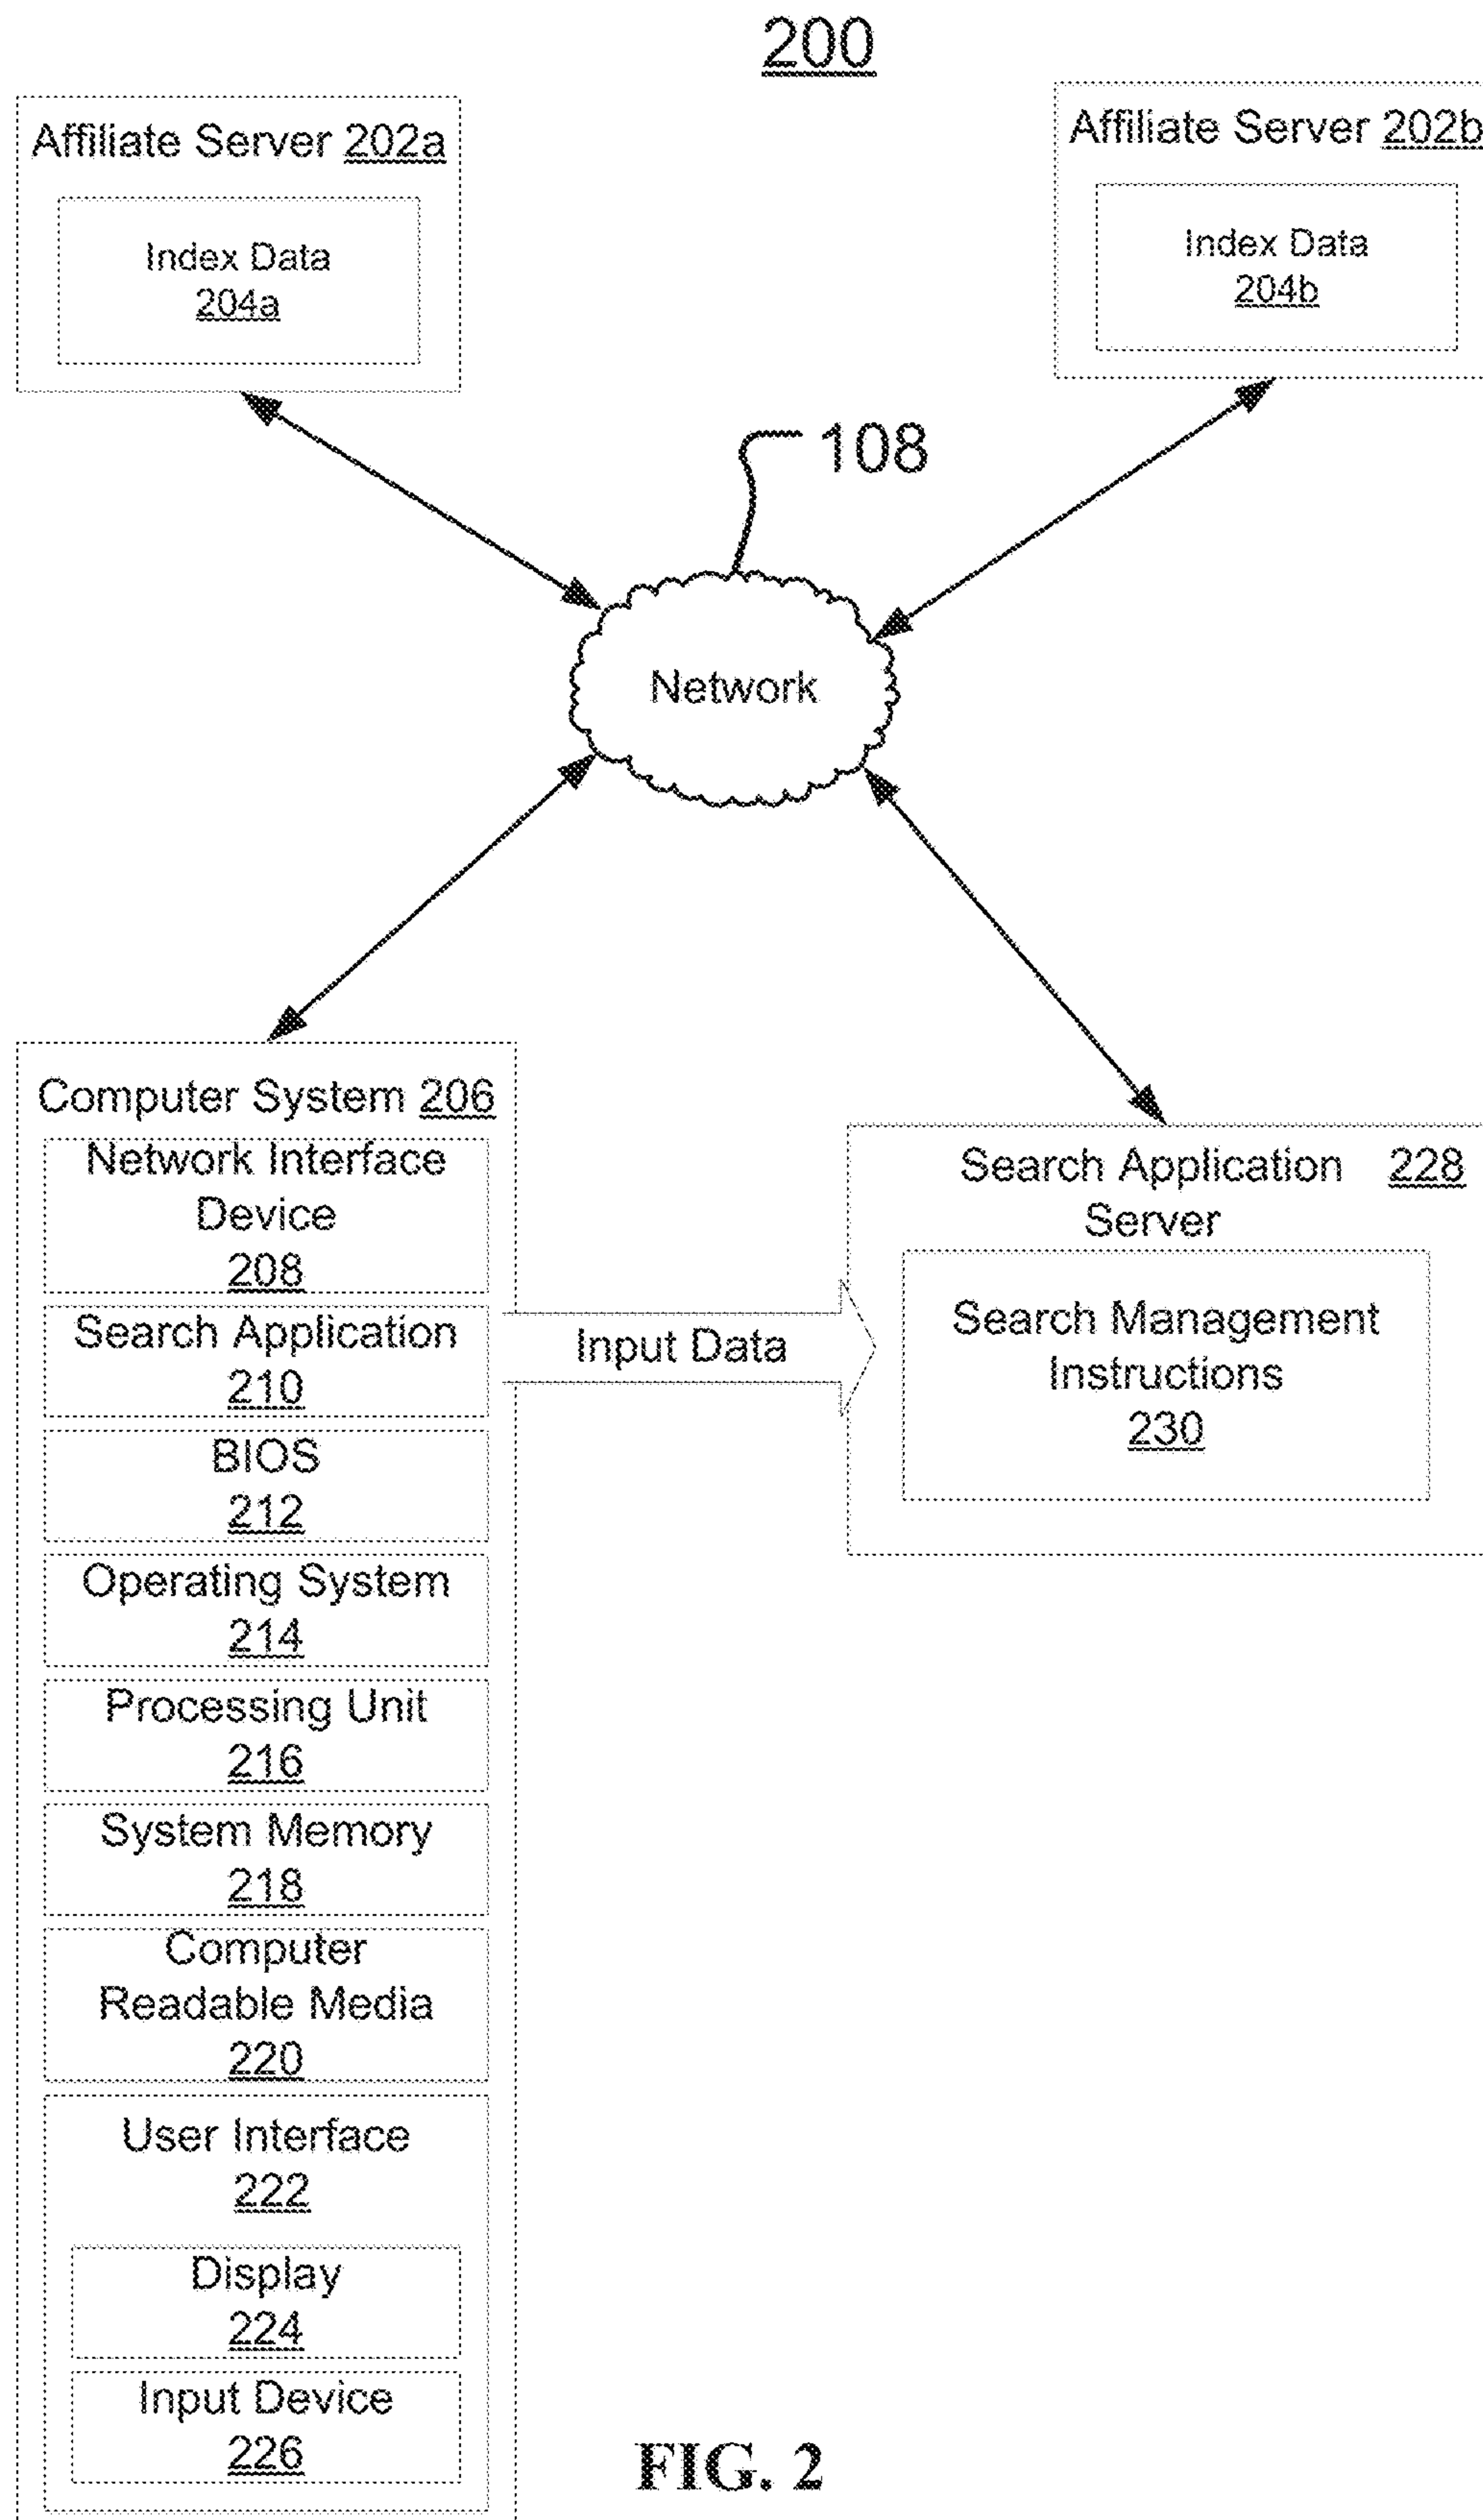 200
Affiliate Server 202a
Index Data
204a
Affiliate Server 202b
Index Data
204b
108
Network
Computer System 206
Network Interface
Device
208
Search Application
210
BIOS
212
Operating System
214
Processing Unit
216
System Memory
218
Computer
Readable Media
220
User Interface
222
Display
224
Input Device
226
Input Data
Search Application 228
Server
Search Management
Instructions
230
FIG. 2